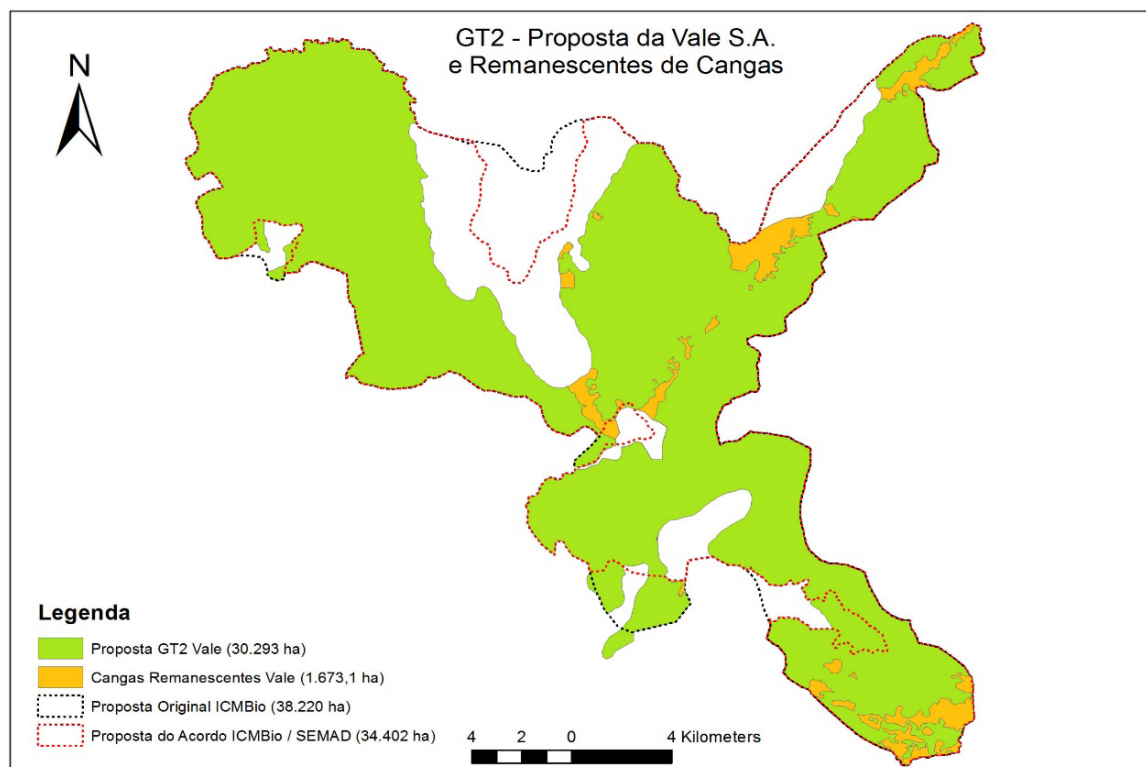 GT2 - Proposta da Vale S.A.
e Remanescentes de Cangas
N
Legenda
Proposta GT2 Vale (30.293 ha)
Cangas Remanescentes Vale (1.673,1 ha)
Proposta Original ICMBio (38.220 ha)
Proposta do Acordo ICMBio / SEMAD (34.402 ha)
4 2 0 4 Kilometers